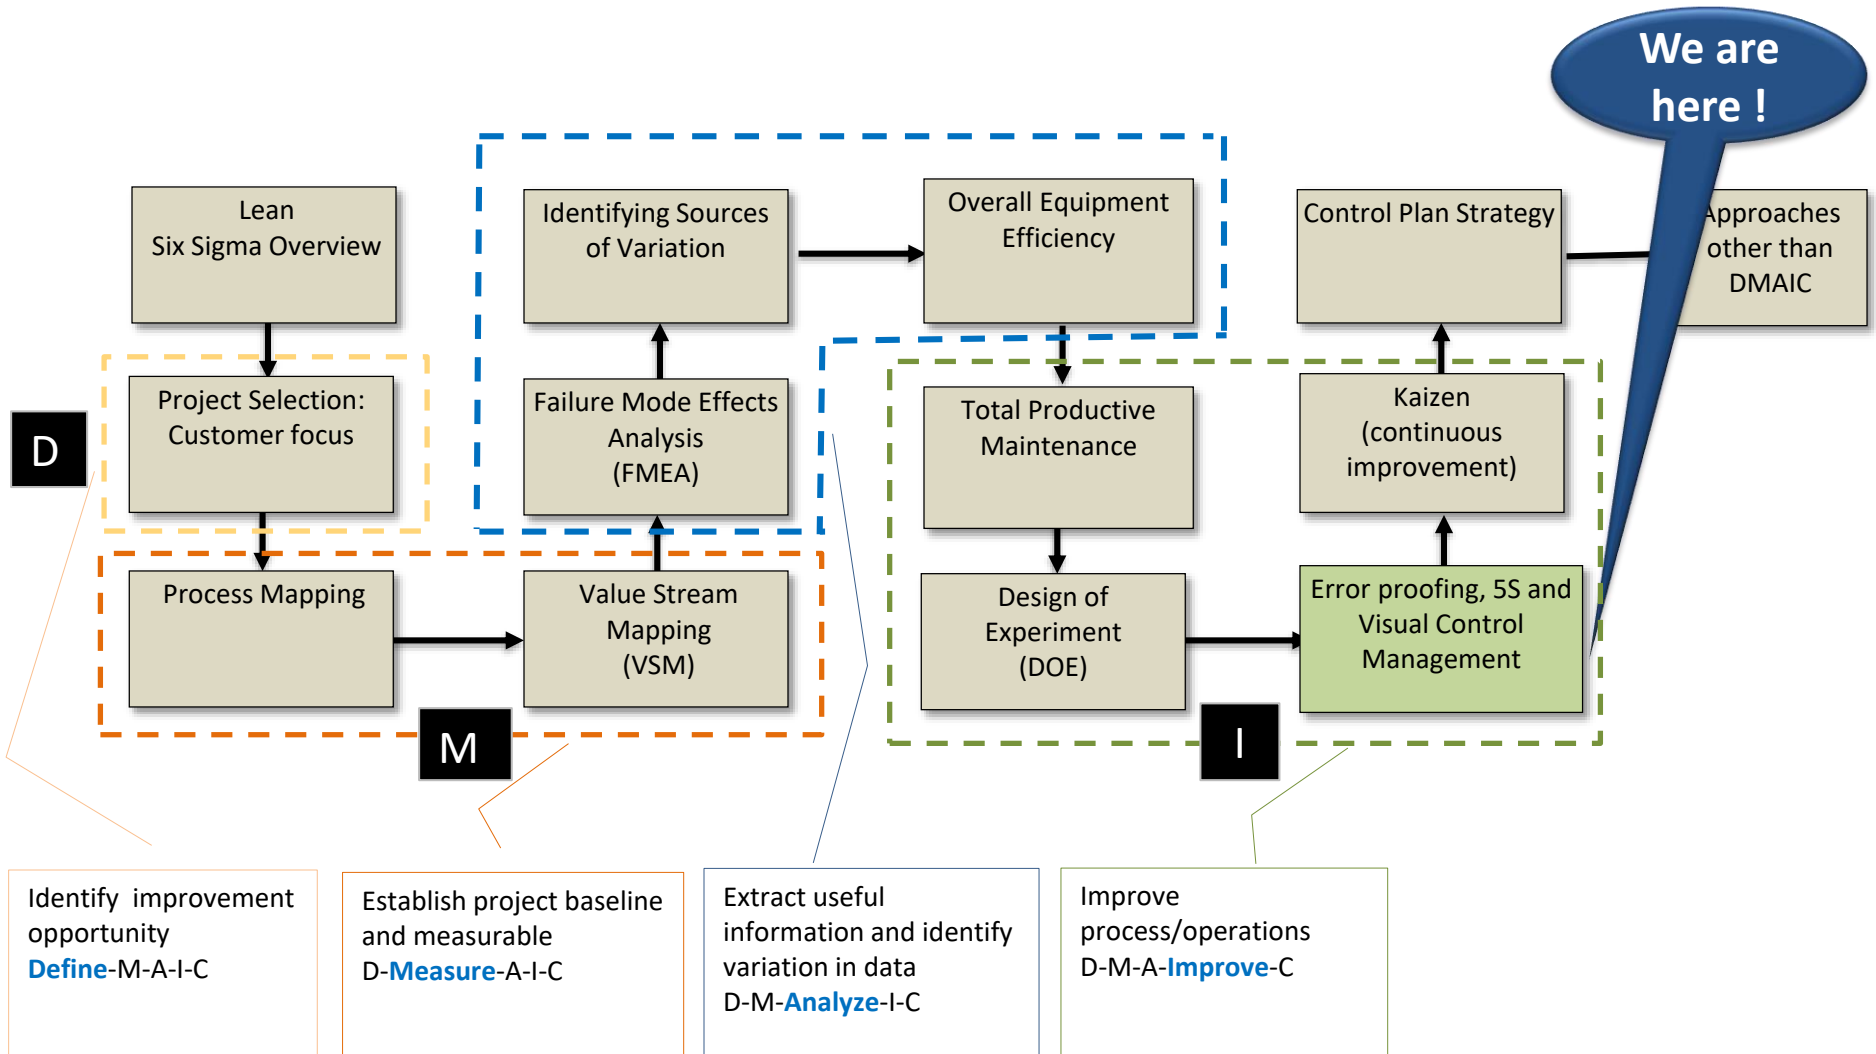 We are
here !
Lean
Six Sigma Overview
Identifying Sources
of Variation
Overall Equipment
Efficiency
Control Plan Strategy
Approaches
other than
DMAIC
D
Project Selection:
Customer focus
Failure Mode Effects
Analysis
(FMEA)
Total Productive
Maintenance
Kaizen
(continuous
improvement)
Process Mapping
Value Stream
Mapping
(VSM)
Design of
Experiment
(DOE)
Error proofing, 5S and
Visual Control
Management
M
I
Identify improvement
opportunity
Define-M-A-I-C
Establish project baseline
and measurable
D-Measure-A-I-C
Extract useful
information and identify
variation in data
D-M-Analyze-I-C
Improve
process/operations
D-M-A-Improve-C